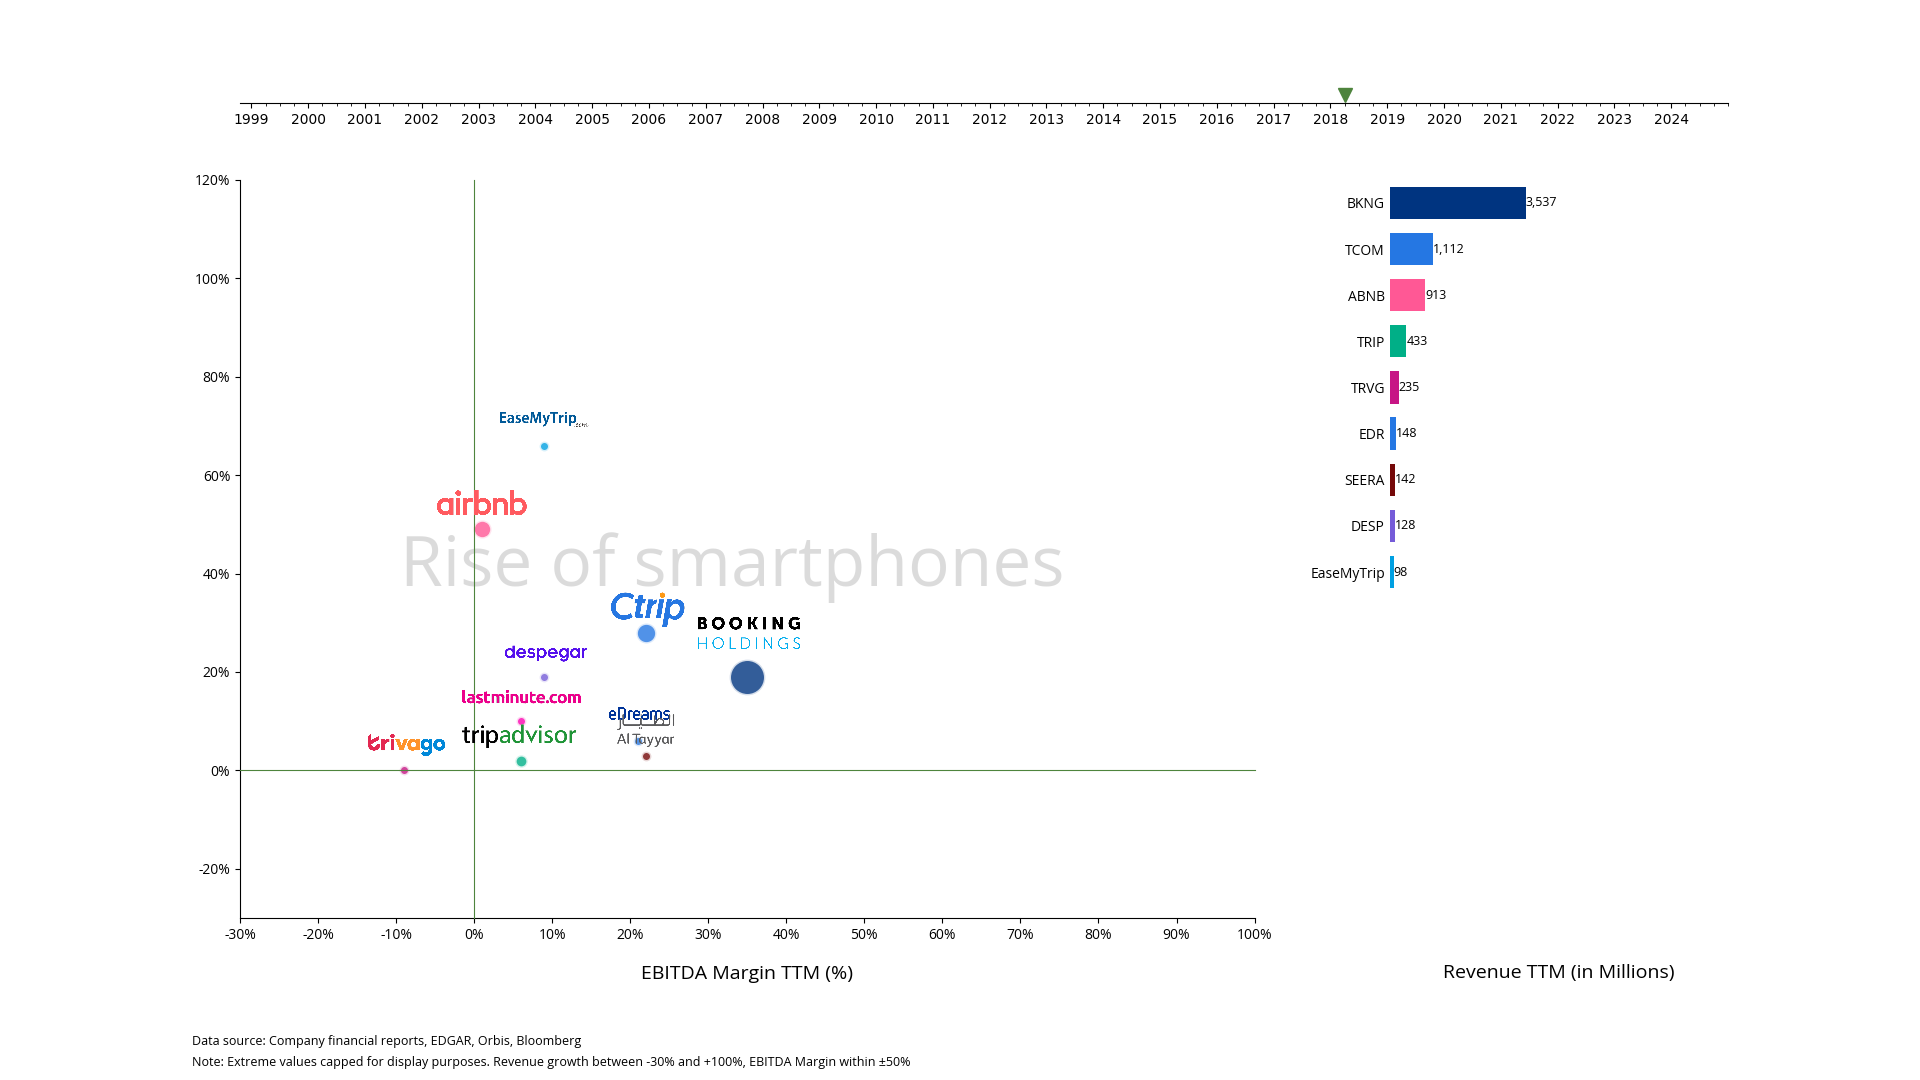 1999 2000 2001 2002 2003 2004 2005 2006 2007 2008 2009 2010 2011 2012 2013 2014 2015 2016 2017 2018 2019 2020 2021 2022 2023 2024
120%
100%
80%
60%
40%
20%
0%
-20%
-30% -20% -10% 0% 10% 20% 30% 40% 50% 60% 70% 80% 90% 100%
EBITDA Margin TTM (%)
Rise of smartphones
EaseMyTrip.com
airbnb
Ctrip
BOOKING
HOLDINGS
despegar
lastminute.com
eDreams
الطيار
Al Tayyar
trivago
tripadvisor
BKNG 3,537
TCOM 1,112
ABNB 913
TRIP 433
TRVG 235
EDR 148
SEERA 142
DESP 128
EaseMyTrip 98
Revenue TTM (in Millions)
Data source: Company financial reports, EDGAR, Orbis, Bloomberg
Note: Extreme values capped for display purposes. Revenue growth between -30% and +100%, EBITDA Margin within ±50%